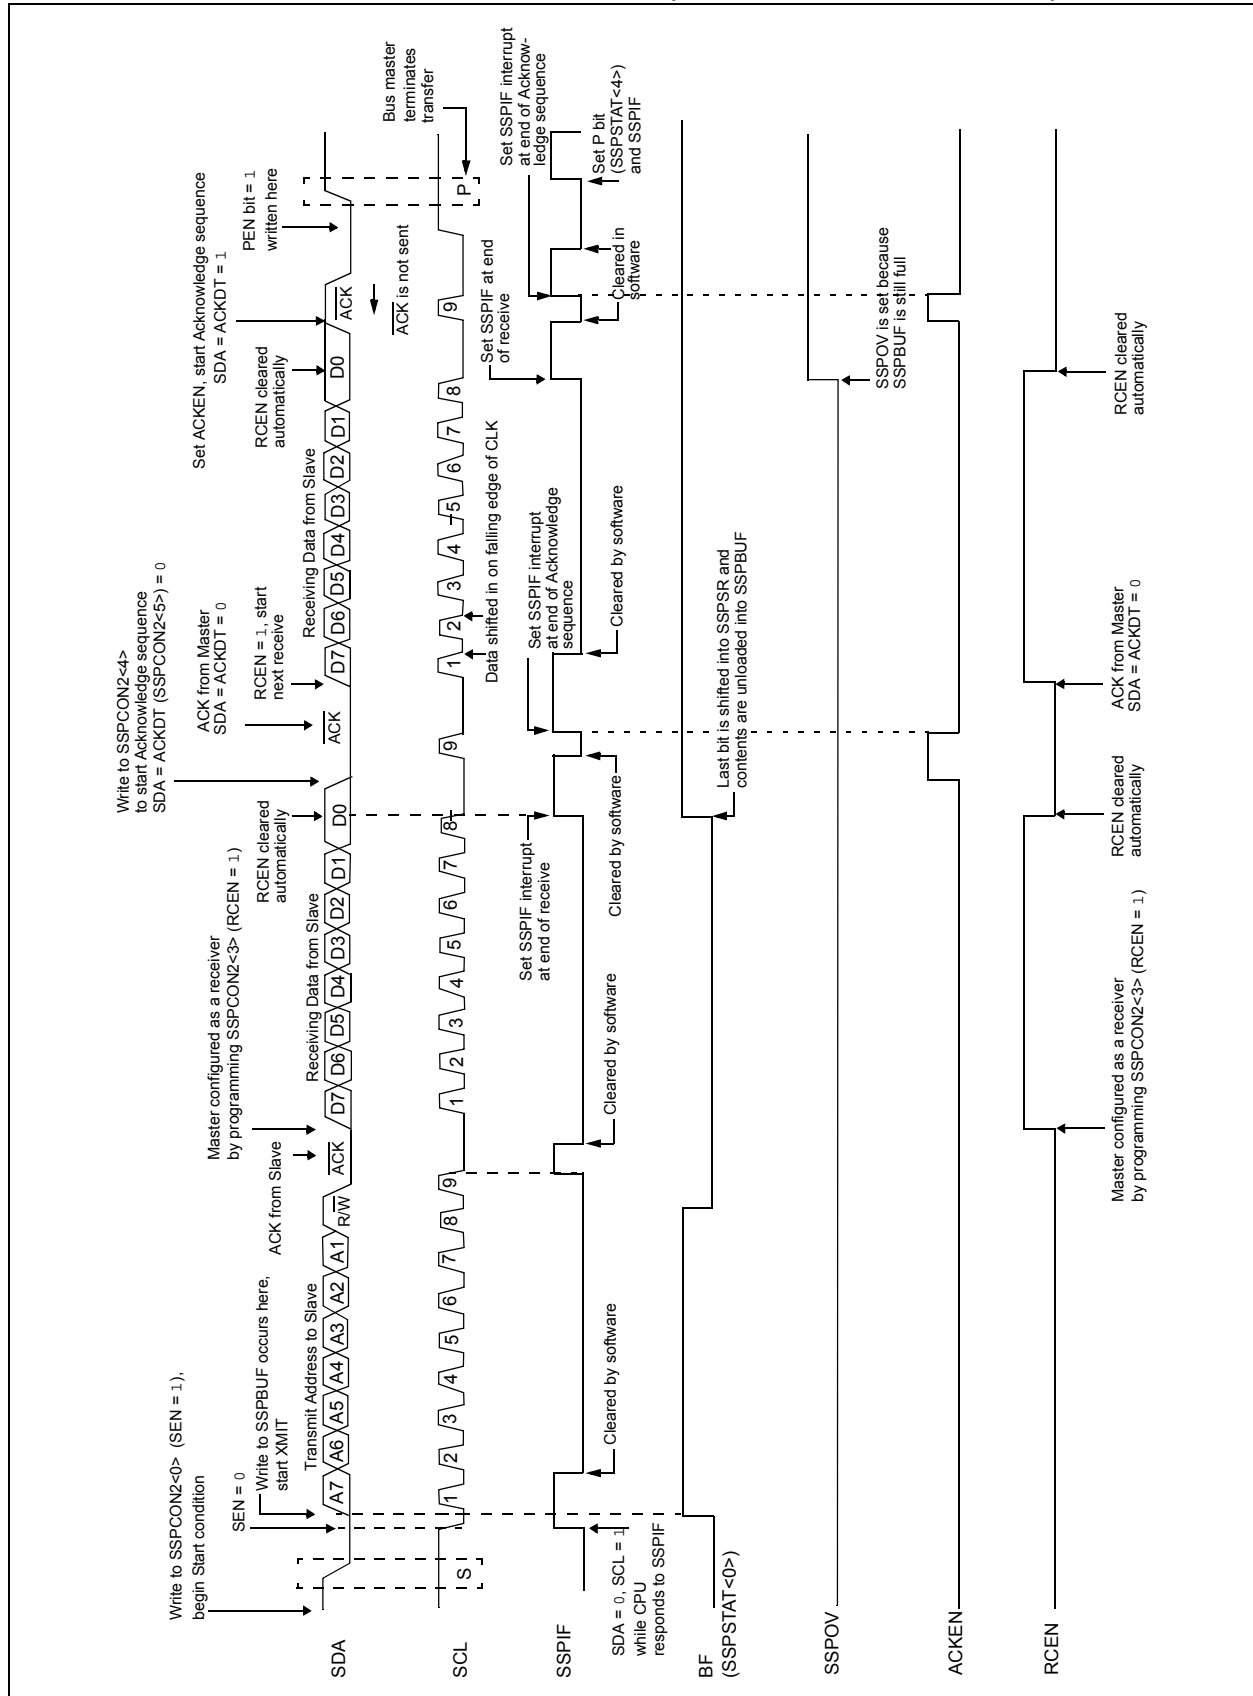 Write to SSPCON2<4>
to start Acknowledge sequence
SDA = ACKDT (SSPCON2<5>) = 0
Write to SSPCON2<0> (SEN = 1),
begin Start condition
SEN = 0
Write to SSPBUF occurs here,
start XMIT
ACK from Slave
Master configured as a receiver
by programming SSPCON2<3> (RCEN = 1)
RCEN cleared
automatically
ACK from Master
SDA = ACKDT = 0
RCEN = 1, start
next receive
Set ACKEN, start Acknowledge sequence
SDA = ACKDT = 1
RCEN cleared
automatically
PEN bit = 1
written here
Transmit Address to Slave
Receiving Data from Slave
Receiving Data from Slave
SDA
A7 A6 A5 A4 A3 A2 A1 R/W ACK D7 D6 D5 D4 D3 D2 D1 D0 ACK D7 D6 D5 D4 D3 D2 D1 D0 ACK
ACK is not sent
Bus master
terminates
transfer
SCL
S 1 2 3 4 5 6 7 8 9 1 2 3 4 5 6 7 8 9 1 2 3 4 5 6 7 8 9 P
Data shifted in on falling edge of CLK
Set SSPIF interrupt
at end of receive
Set SSPIF interrupt
at end of Acknowledge
sequence
Set SSPIF at end
of receive
Set SSPIF interrupt
at end of Acknow-
ledge sequence
SSPIF
SDA = 0, SCL = 1
while CPU
responds to SSPIF
Cleared by software
Cleared by software
Cleared by software
Cleared by software
Cleared in
software
Set P bit
(SSPSTAT<4>)
and SSPIF
BF
(SSPSTAT<0>)
Last bit is shifted into SSPSR and
contents are unloaded into SSPBUF
SSPOV
SSPOV is set because
SSPBUF is still full
ACKEN
RCEN
Master configured as a receiver
by programming SSPCON2<3> (RCEN = 1)
RCEN cleared
automatically
ACK from Master
SDA = ACKDT = 0
RCEN cleared
automatically